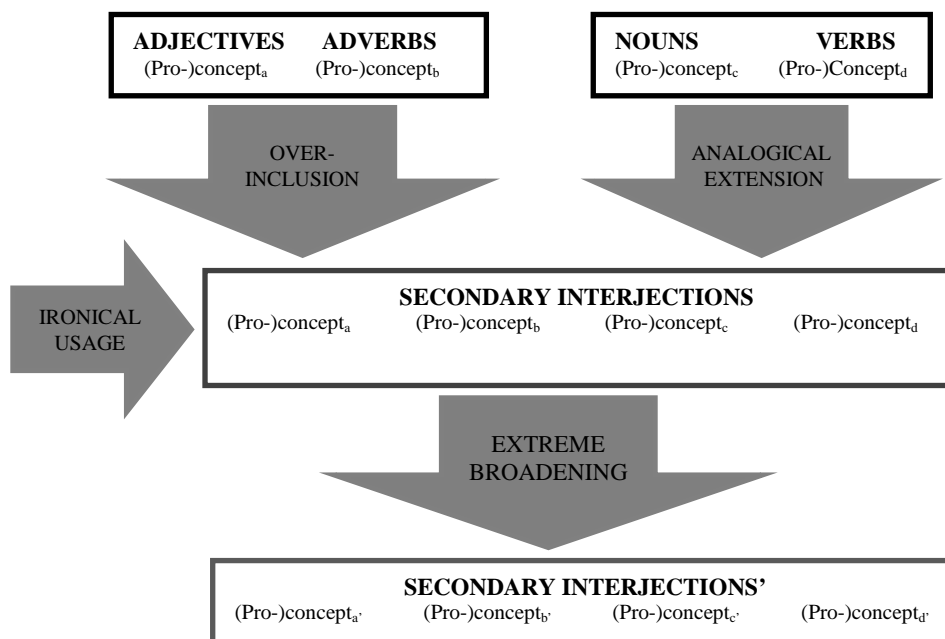 ADJECTIVES ADVERBS
(Pro-)concepta (Pro-)conceptb
NOUNS VERBS
(Pro-)conceptc (Pro-)Conceptd
OVER-
INCLUSION
ANALOGICAL
EXTENSION
IRONICAL
USAGE
SECONDARY INTERJECTIONS
(Pro-)concepta (Pro-)conceptb (Pro-)conceptc (Pro-)conceptd
EXTREME
BROADENING
SECONDARY INTERJECTIONS’
(Pro-)concepta’ (Pro-)conceptb’ (Pro-)conceptc’ (Pro-)conceptd’